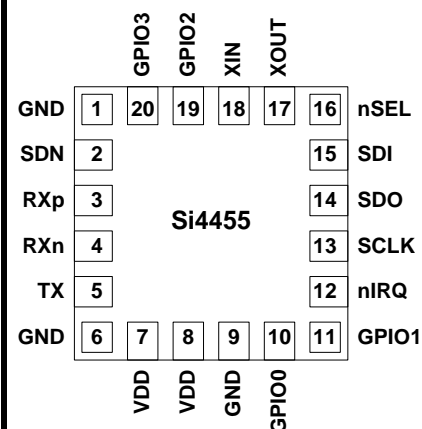 GPIO3 GPIO2 XIN XOUT
GND 1 20 19 18 17 16 nSEL
SDN 2 15 SDI
RXp 3 14 SDO
Si4455
RXn 4 13 SCLK
TX 5 12 nIRQ
GND 6 7 8 9 10 11 GPIO1
VDD VDD GND GPIO0